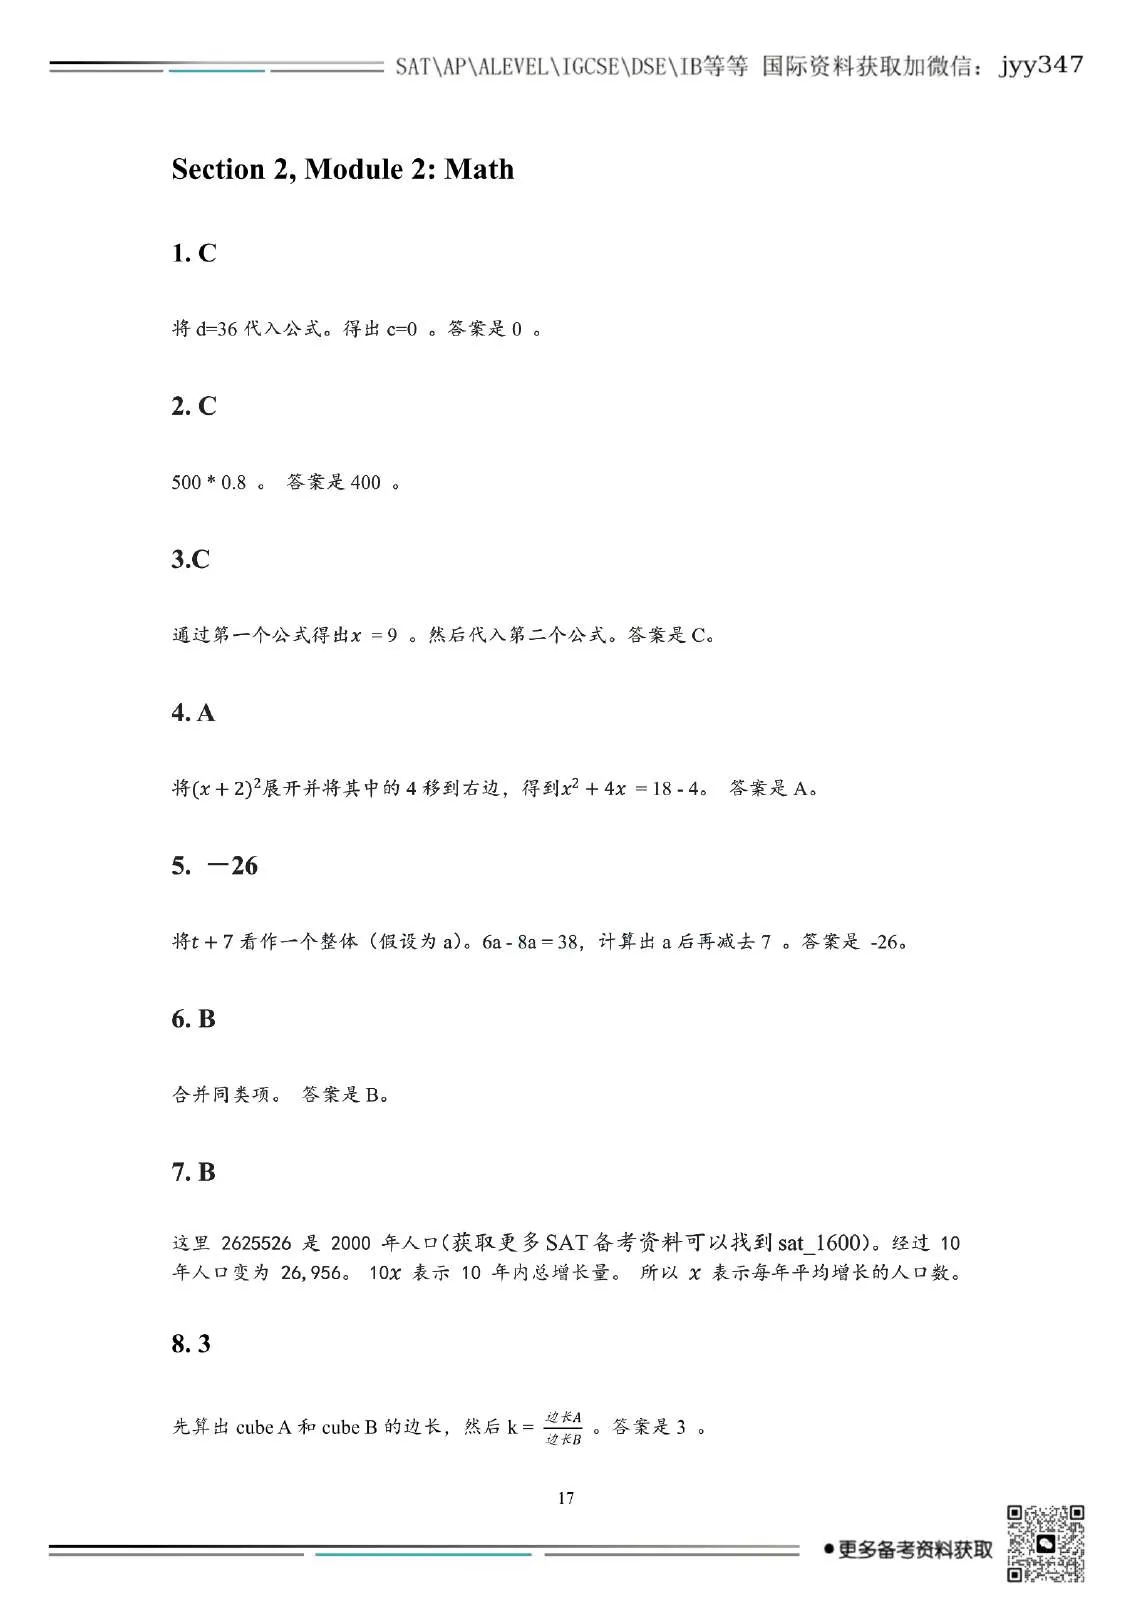 SAT\AP\ALEVEL\IGCSE\DSE\IB等等 国际资料获取加微信：jyy347
Section 2, Module 2: Math
1. C
将 d=36 代入公式。得出 c=0 。答案是 0 。
2. C
500 * 0.8 。 答案是 400 。
3.C
通过第一个公式得出x = 9 。然后代入第二个公式。答案是 C。
4. A
将(x + 2)²展开并将其中的 4 移到右边，得到x² + 4x = 18 - 4。 答案是 A。
5. －26
将t + 7 看作一个整体（假设为 a）。6a - 8a = 38，计算出 a 后再减去 7 。答案是 -26。
6. B
合并同类项。 答案是 B。
7. B
这里 2625526 是 2000 年人口(获取更多 SAT 备考资料可以找到 sat_1600)。经过 10
年人口变为 26,956。 10x 表示 10 年内总增长量。 所以 x 表示每年平均增长的人口数。
8. 3
先算出 cube A 和 cube B 的边长，然后 k = 边长A/边长B 。答案是 3 。
17
●更多备考资料获取